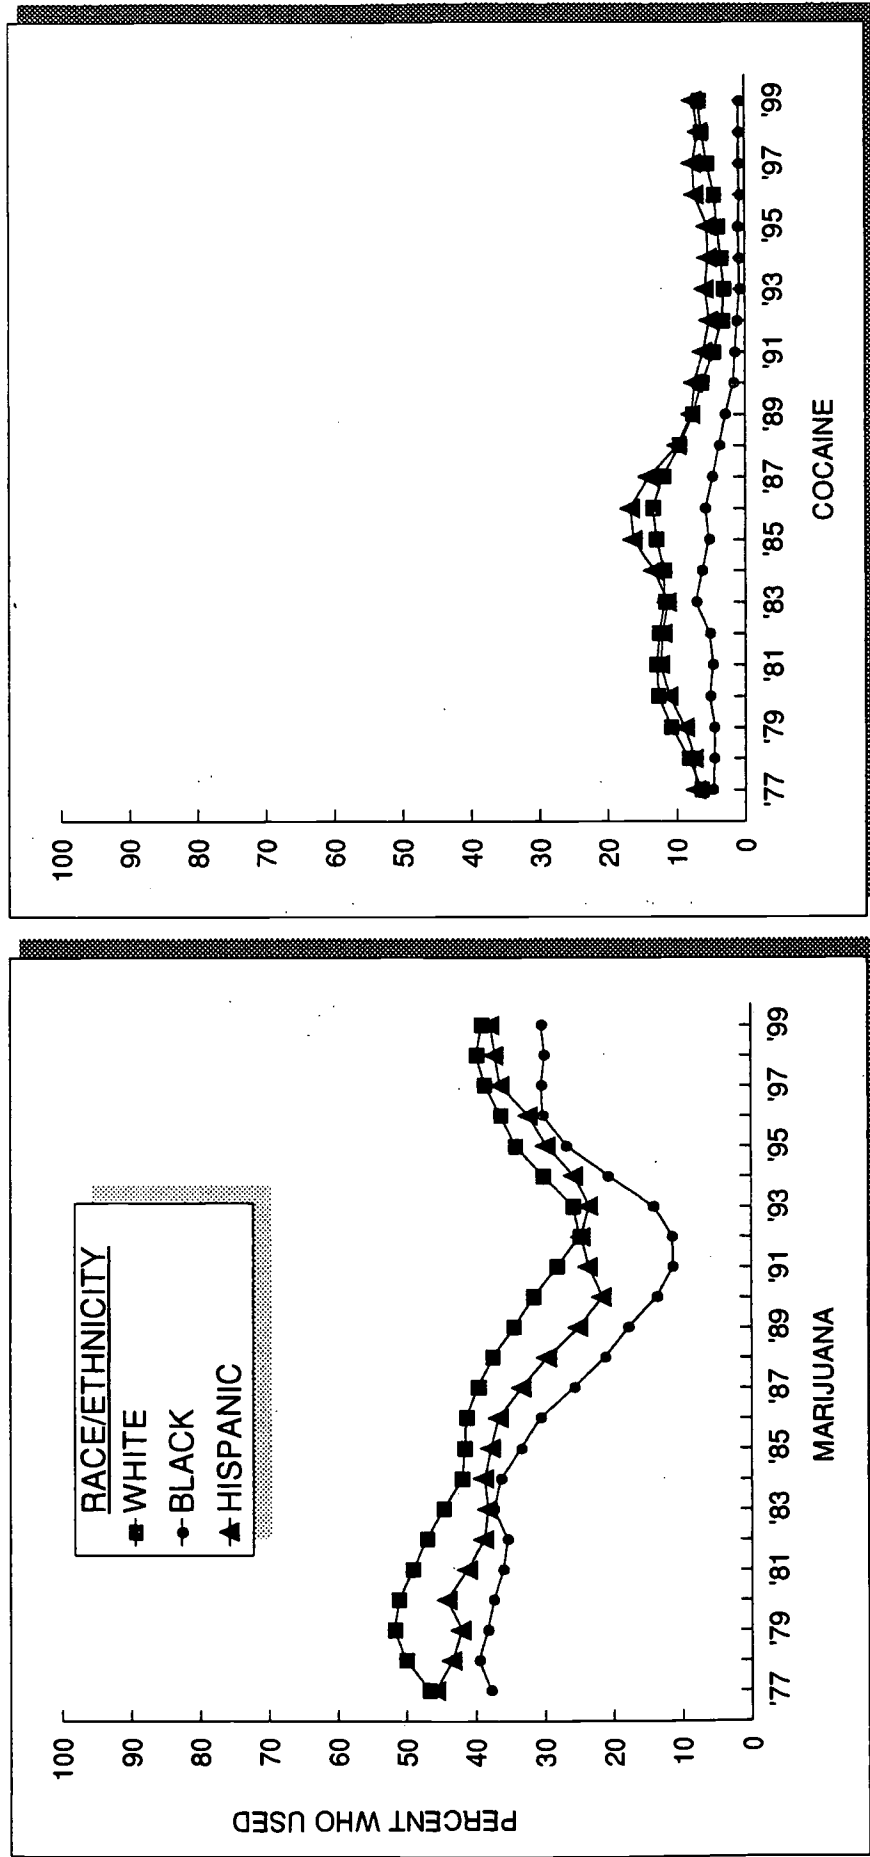 PERCENT WHO USED
100
90
80
70
60
50
40
30
20
10
0
RACE/ETHNICITY
WHITE
BLACK
HISPANIC
'77 '79 '81 '83 '85 '87 '89 '91 '93 '95 '97 '99
MARIJUANA
100
90
80
70
60
50
40
30
20
10
0
'77 '79 '81 '83 '85 '87 '89 '91 '93 '95 '97 '99
COCAINE